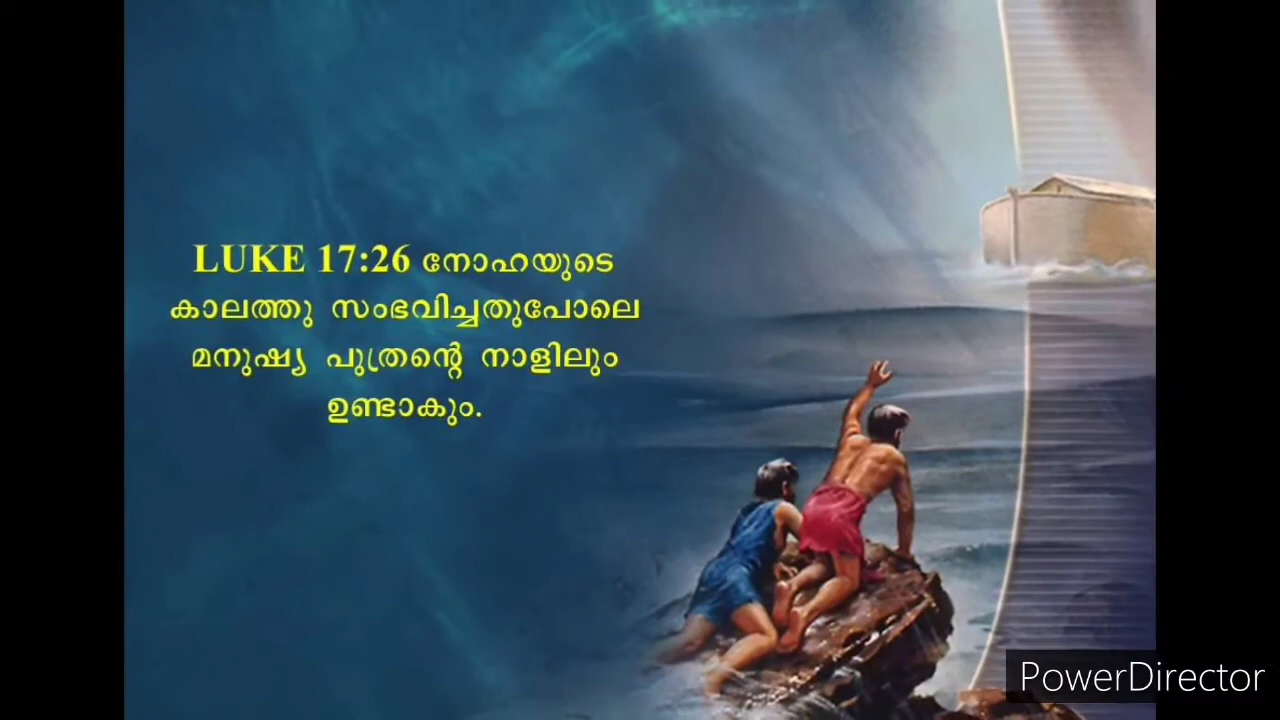 LUKE 17:26 നോഹയുടെ
കാലത്തു സംഭവിച്ചതുപോലെ
മനുഷ്യ പുത്രന്റെ നാളിലും
ഉണ്ടാകും.
PowerDirector